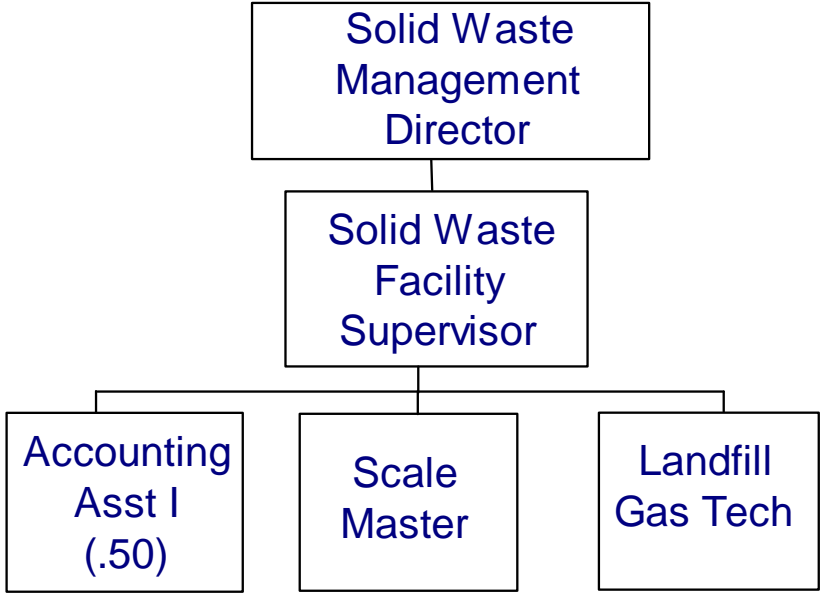 Solid Waste
Management
Director
Solid Waste
Facility
Supervisor
Accounting
Asst I
(.50)
Scale
Master
Landfill
Gas Tech